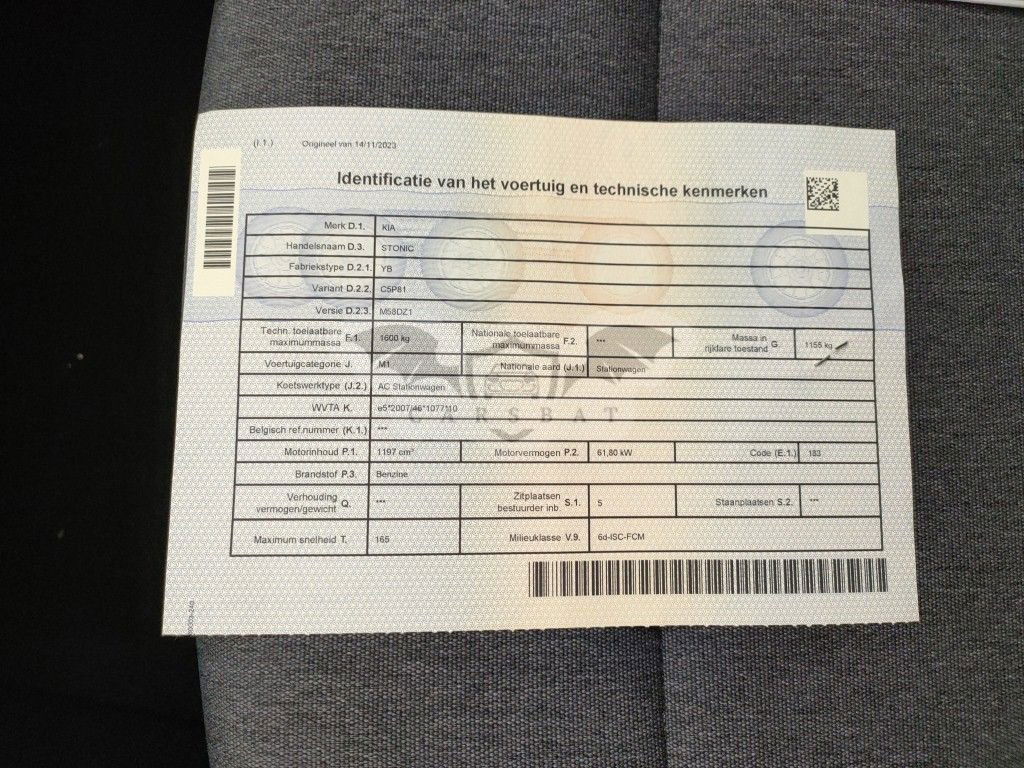 (I.1.) Origineel van 14/11/2023
Identificatie van het voertuig en technische kenmerken
Merk D.1. KIA
Handelsnaam D.3. STONIC
Fabriekstype D.2.1. YB
Variant D.2.2. C5P81
Versie D.2.3. M58DZ1
Techn. toelaatbare maximummassa F.1. 1600 kg Nationale toelaatbare maximummassa F.2. *** Massa in rijklare toestand G. 1155 kg
Voertuigcategorie J. M1 Nationale aard (J.1.) Stationwagen
Koetswerktype (J.2.) AC Stationwagen
WVTA K. e5*2007/46*1077*10
CARSBAT
Belgisch ref.nummer (K.1.) ***
Motorinhoud P.1. 1197 cm³ Motorvermogen P.2. 61,80 kW Code (E.1.) 183
Brandstof P.3. Benzine
Verhouding vermogen/gewicht Q. *** Zitplaatsen bestuurder inb. S.1. 5 Staanplaatsen S.2. ***
Maximum snelheid T. 165 Milieuklasse V.9. 6d-ISC-FCM